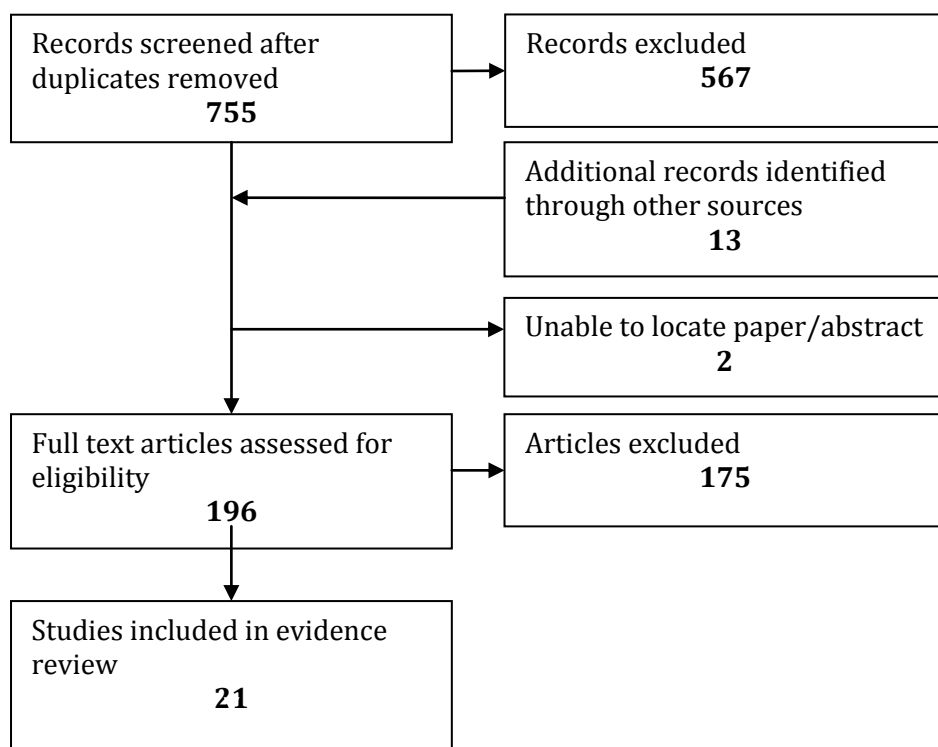 Records screened after
duplicates removed
755
Records excluded
567
Additional records identified
through other sources
13
Unable to locate paper/abstract
2
Full text articles assessed for
eligibility
196
Articles excluded
175
Studies included in evidence
review
21